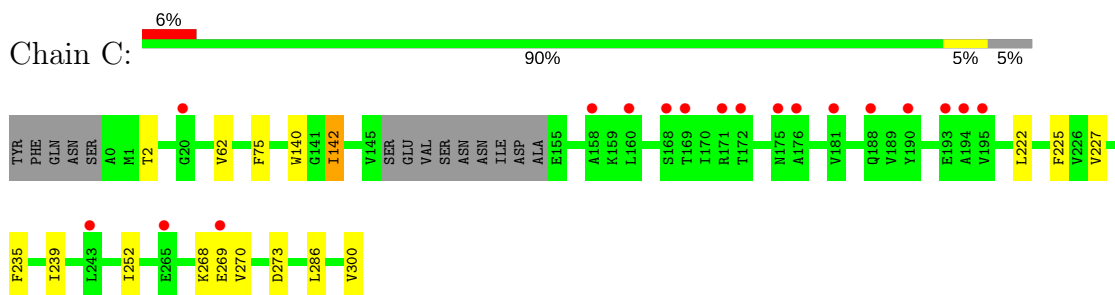 6%
Chain C:
90% 5% 5%
TYR PHE GLN ASN SER A0 M1 T2 G20 V62 F75 W140 G141 I142 V145 SER GLU VAL SER ASN ASN ILE ASP ALA E155 A158 K159 L160 S168 T169 I170 R171 T172 N175 A176 V181 Q188 V189 Y190 E193 A194 V195 L222 F225 V226 V227
F235 I239 L243 I252 E265 K268 E269 V270 D273 L286 V300